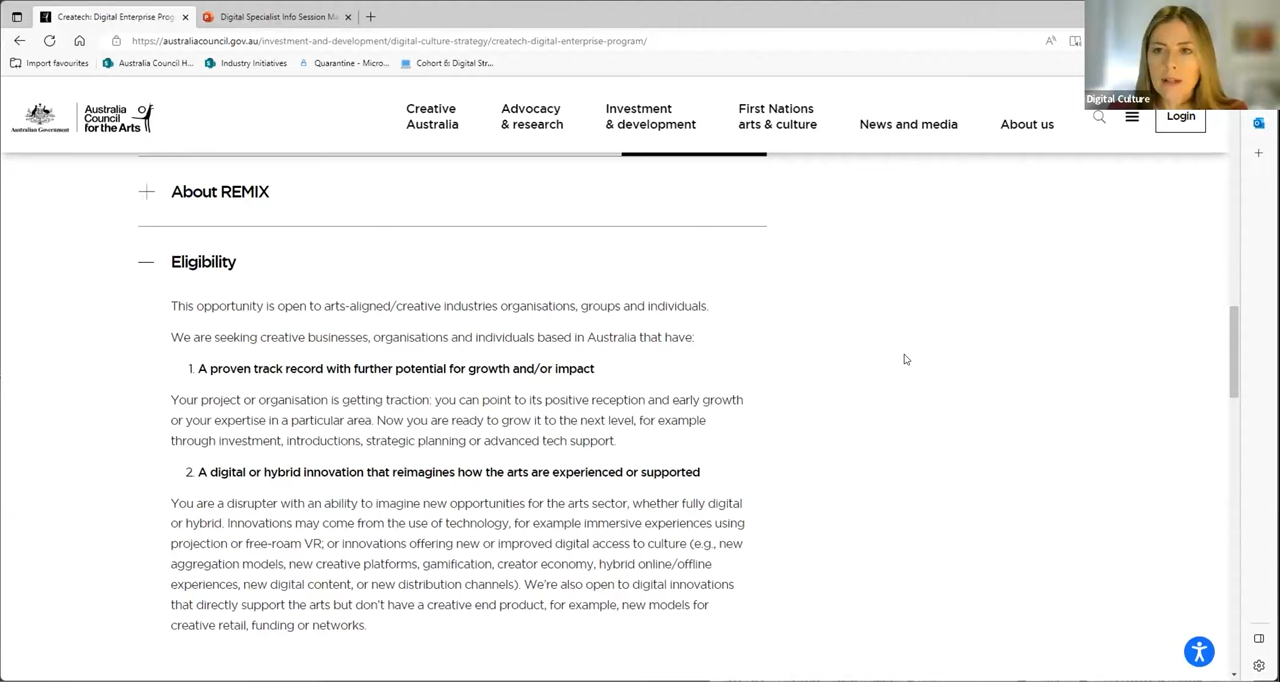 Createch: Digital Enterprise Prog
Digital Specialist Info Session Ma
https://australiacouncil.gov.au/investment-and-development/digital-culture-strategy/createch-digital-enterprise-program/
Import favourites
Australia Council H...
Industry Initiatives
Quarantine - Micro...
Cohort 6: Digital Str...
Digital Culture
Australian Government
Australia
Council
for the Arts
Creative
Australia
Advocacy
& research
Investment
& development
First Nations
arts & culture
News and media
About us
Login
About REMIX
Eligibility
This opportunity is open to arts-aligned/creative industries organisations, groups and individuals.
We are seeking creative businesses, organisations and individuals based in Australia that have:
1. A proven track record with further potential for growth and/or impact
Your project or organisation is getting traction: you can point to its positive reception and early growth
or your expertise in a particular area. Now you are ready to grow it to the next level, for example
through investment, introductions, strategic planning or advanced tech support.
2. A digital or hybrid innovation that reimagines how the arts are experienced or supported
You are a disrupter with an ability to imagine new opportunities for the arts sector, whether fully digital
or hybrid. Innovations may come from the use of technology, for example immersive experiences using
projection or free-roam VR; or innovations offering new or improved digital access to culture (e.g., new
aggregation models, new creative platforms, gamification, creator economy, hybrid online/offline
experiences, new digital content, or new distribution channels). We're also open to digital innovations
that directly support the arts but don't have a creative end product, for example, new models for
creative retail, funding or networks.